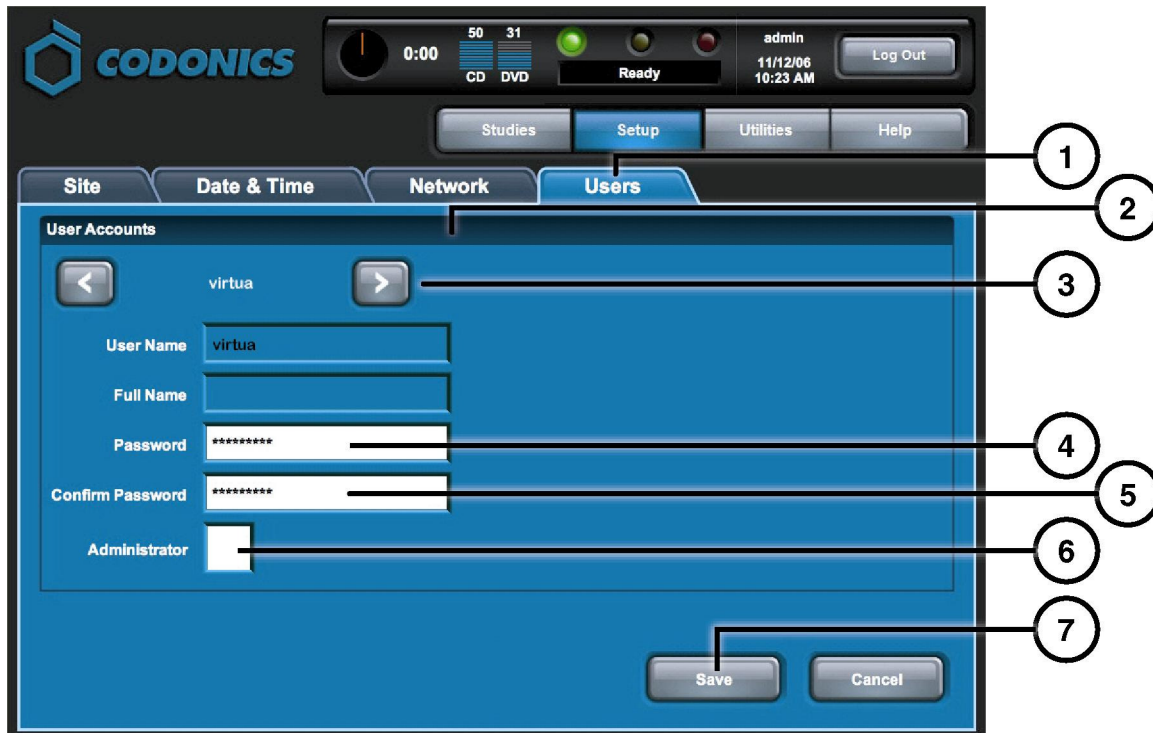 CODONICS
0:00
50 31
CD DVD
Ready
admin
11/12/06
10:23 AM
Log Out
Studies Setup Utilities Help
Site Date & Time Network Users
User Accounts
< virtua >
User Name virtua
Full Name
Password *********
Confirm Password *********
Administrator
Save Cancel
1
2
3
4
5
6
7